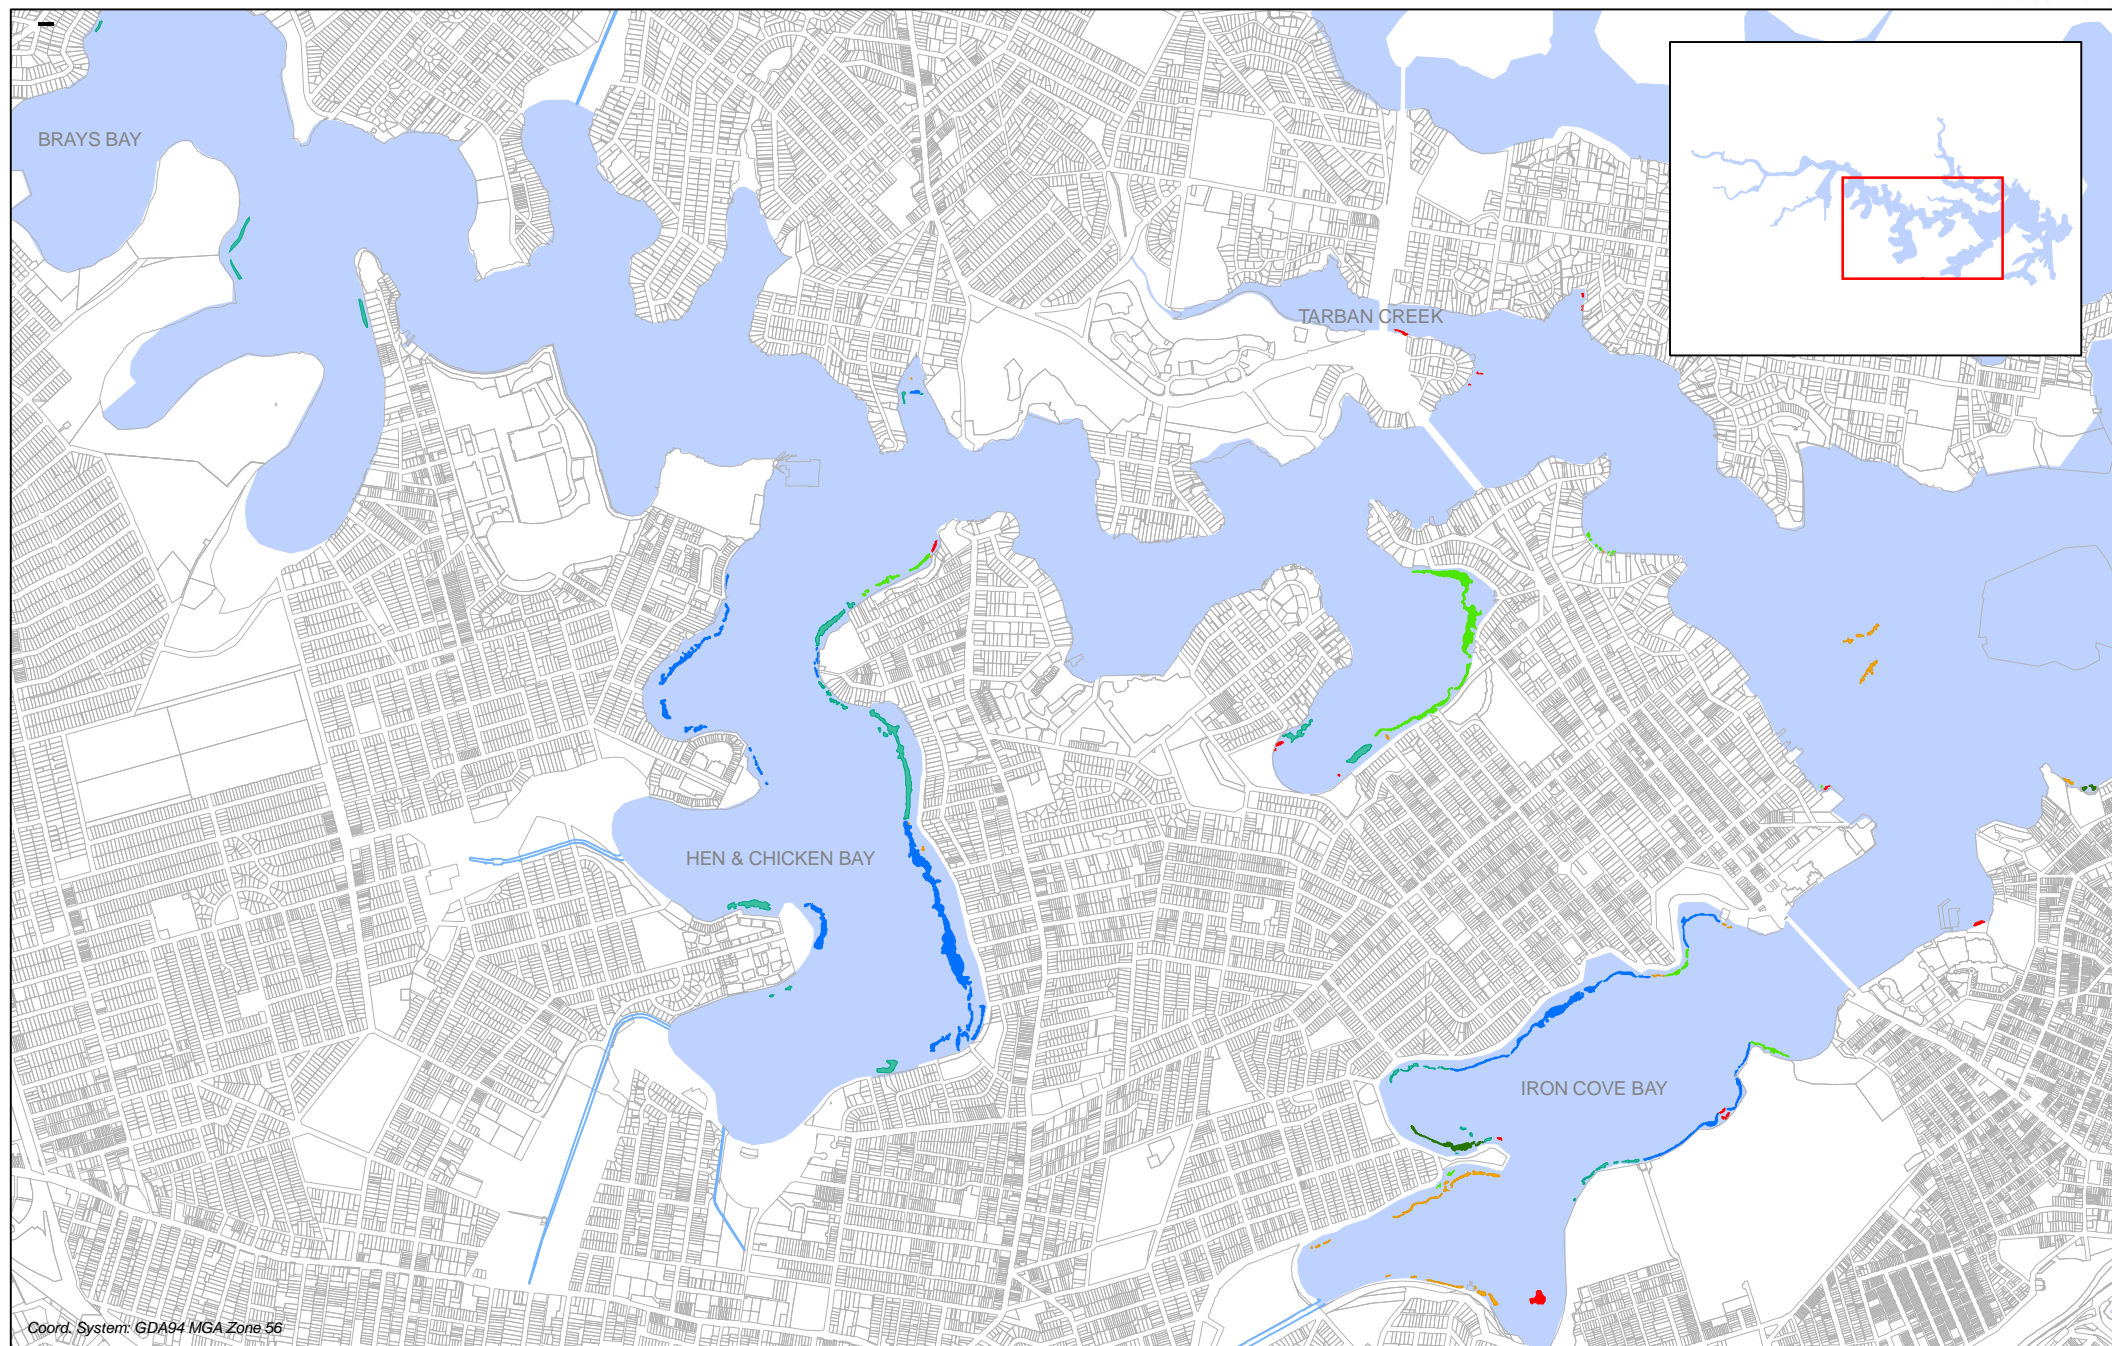 BRAYS BAY
TARBAN CREEK
HEN & CHICKEN BAY
IRON COVE BAY
Coord. System: GDA94 MGA Zone 56